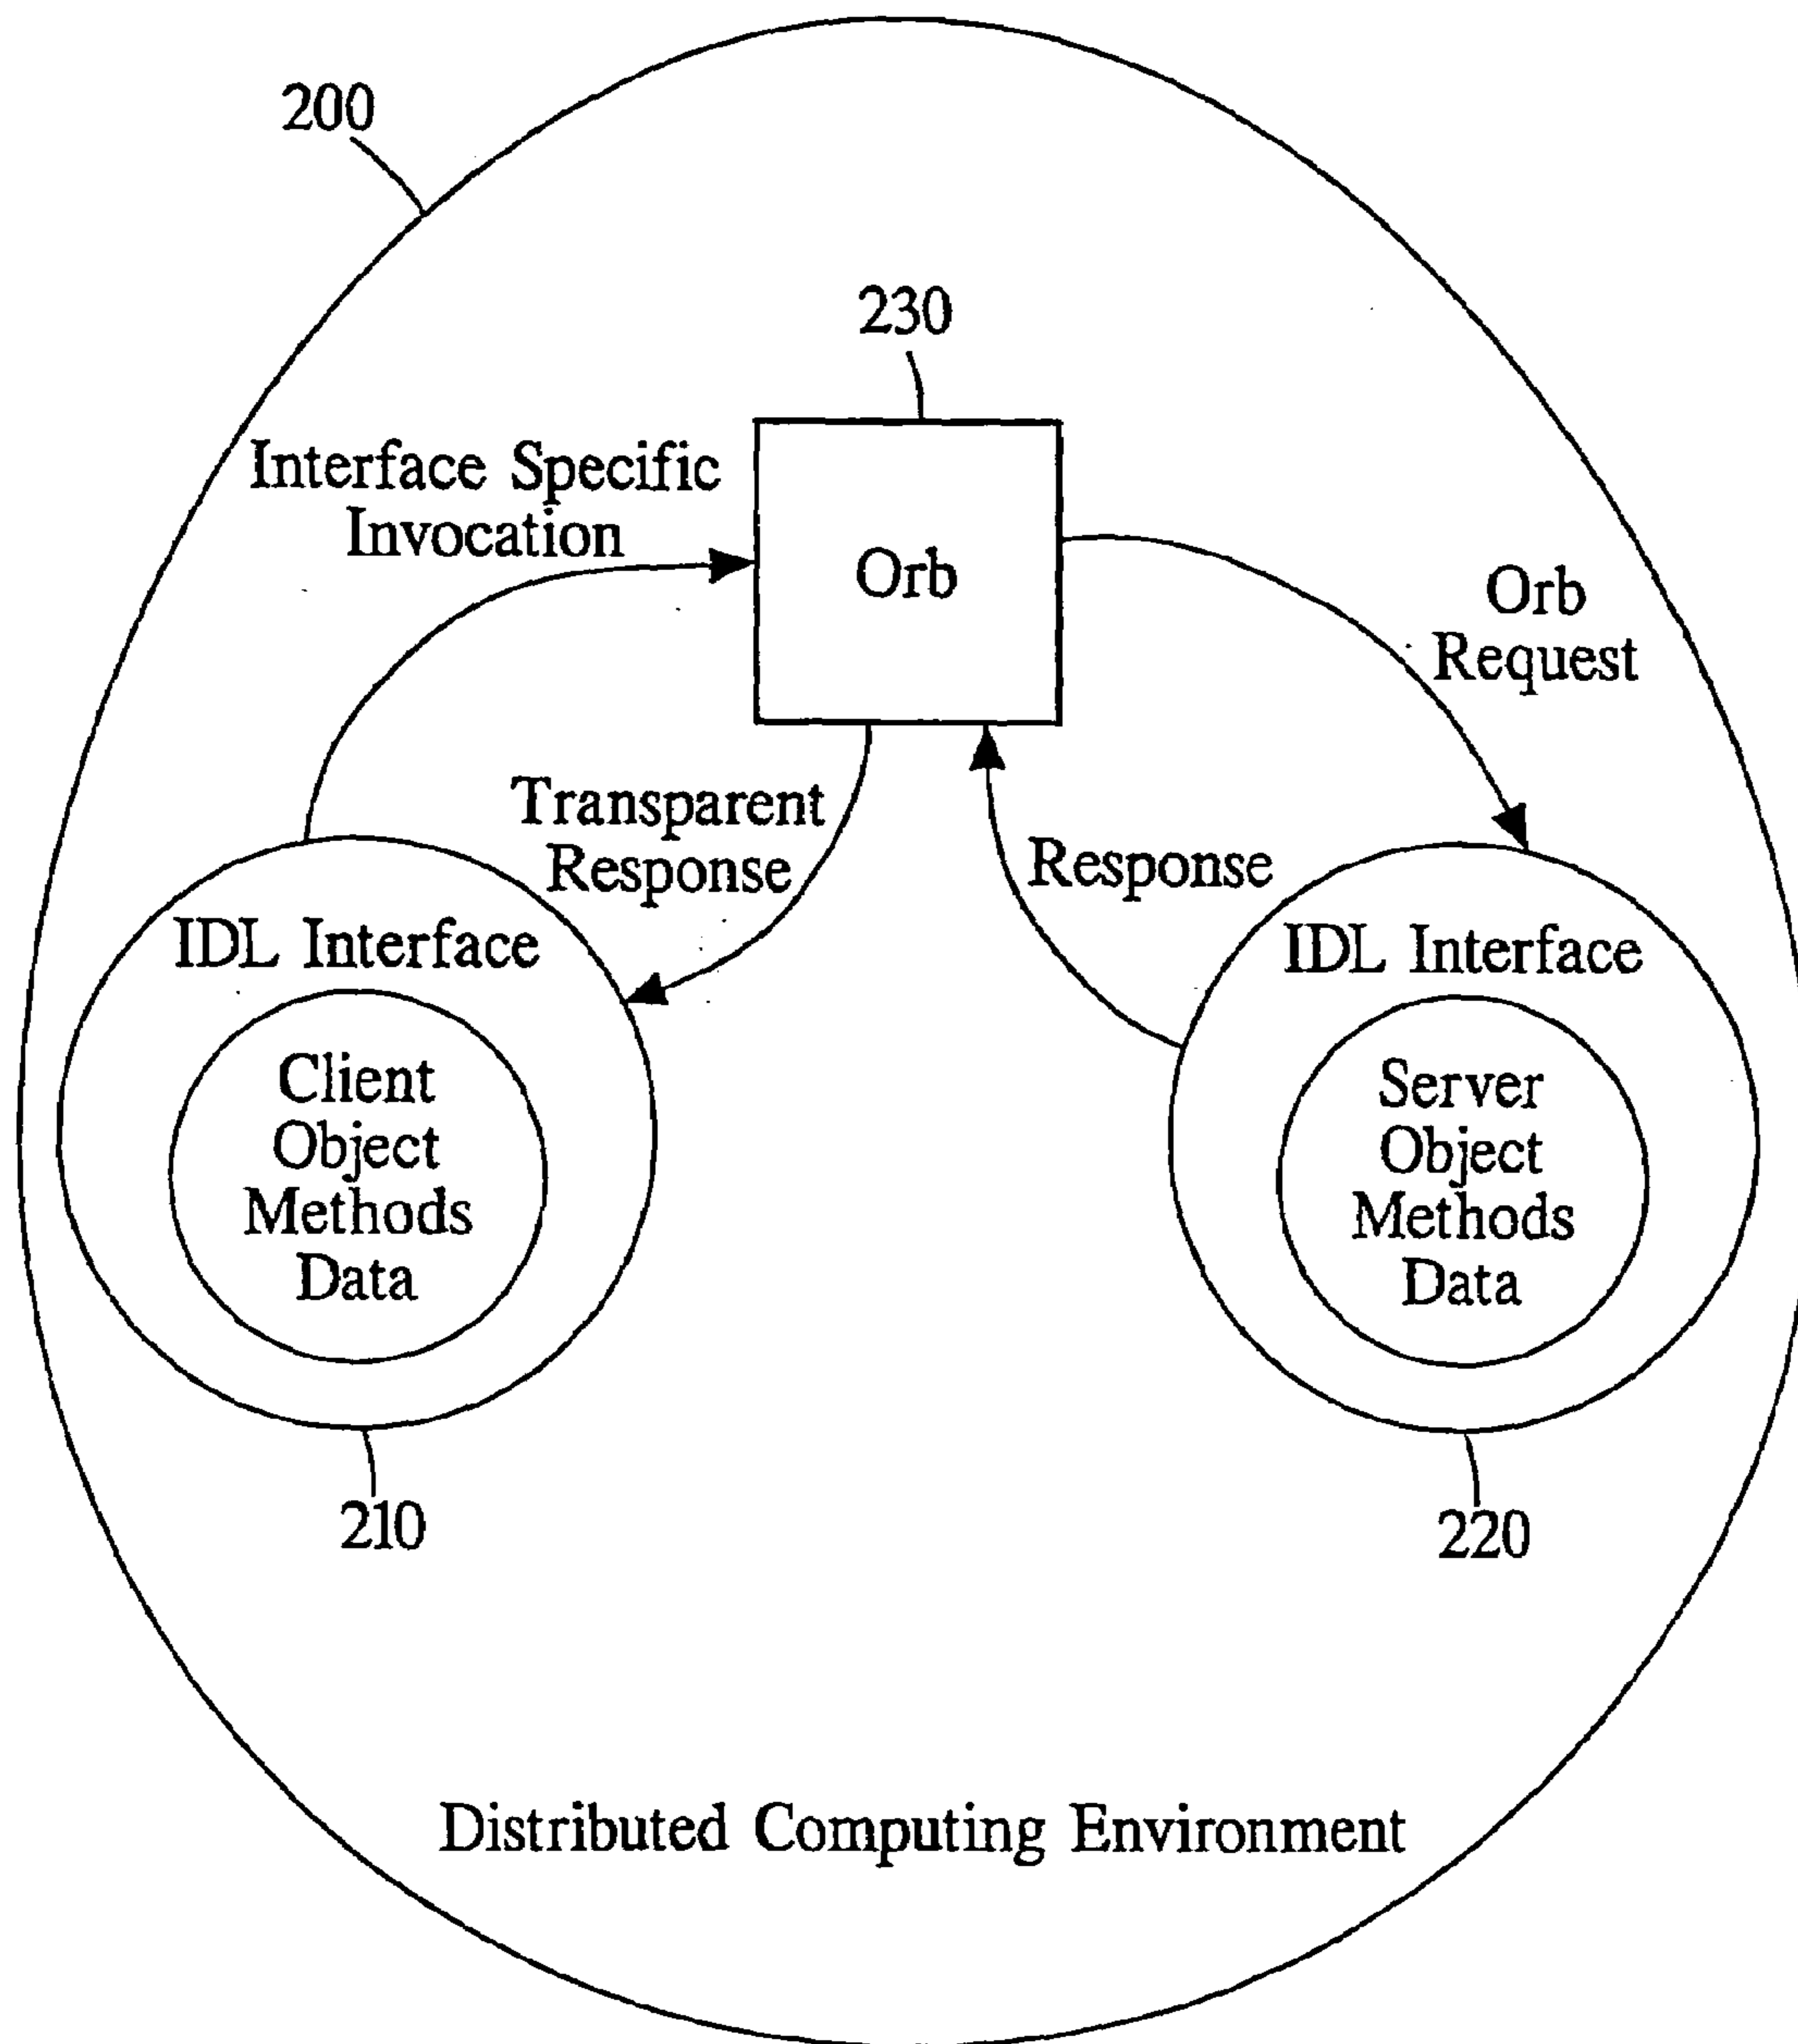 200
230
Interface Specific
Invocation
Orb
Orb
Request
Transparent
Response
Response
IDL Interface
IDL Interface
Client
Object
Methods
Data
Server
Object
Methods
Data
210
220
Distributed Computing Environment